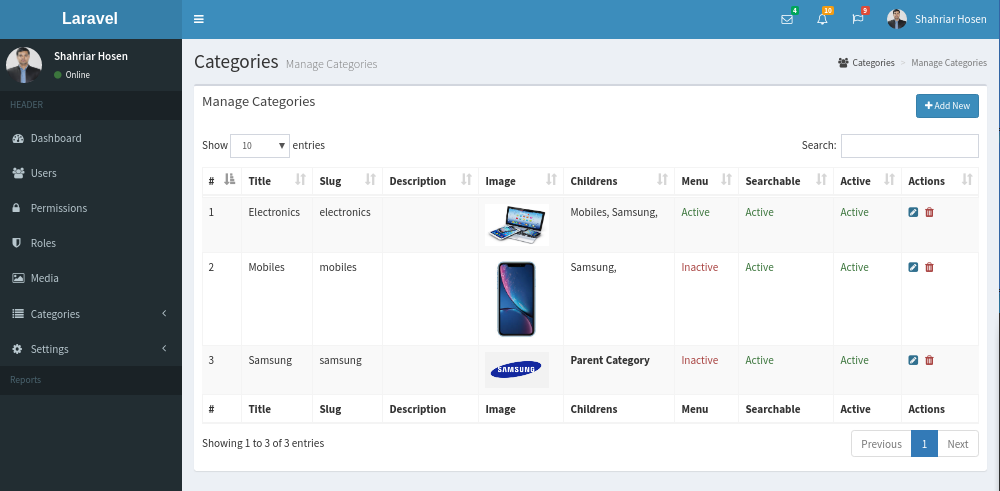 Laravel
4
10
9
Shahriar Hosen
Shahriar Hosen
Online
HEADER
Dashboard
Users
Permissions
Roles
Media
Categories
Settings
Reports
Categories Manage Categories
Categories Manage Categories
Manage Categories
Add New
Show 10 entries
Search:
# Title Slug Description Image Childrens Menu Searchable Active Actions
1 Electronics electronics Mobiles, Samsung, Active Active Active
2 Mobiles mobiles Samsung, Inactive Active Active
3 Samsung samsung SAMSUNG Parent Category Inactive Active Active
# Title Slug Description Image Childrens Menu Searchable Active Actions
Showing 1 to 3 of 3 entries
Previous 1 Next